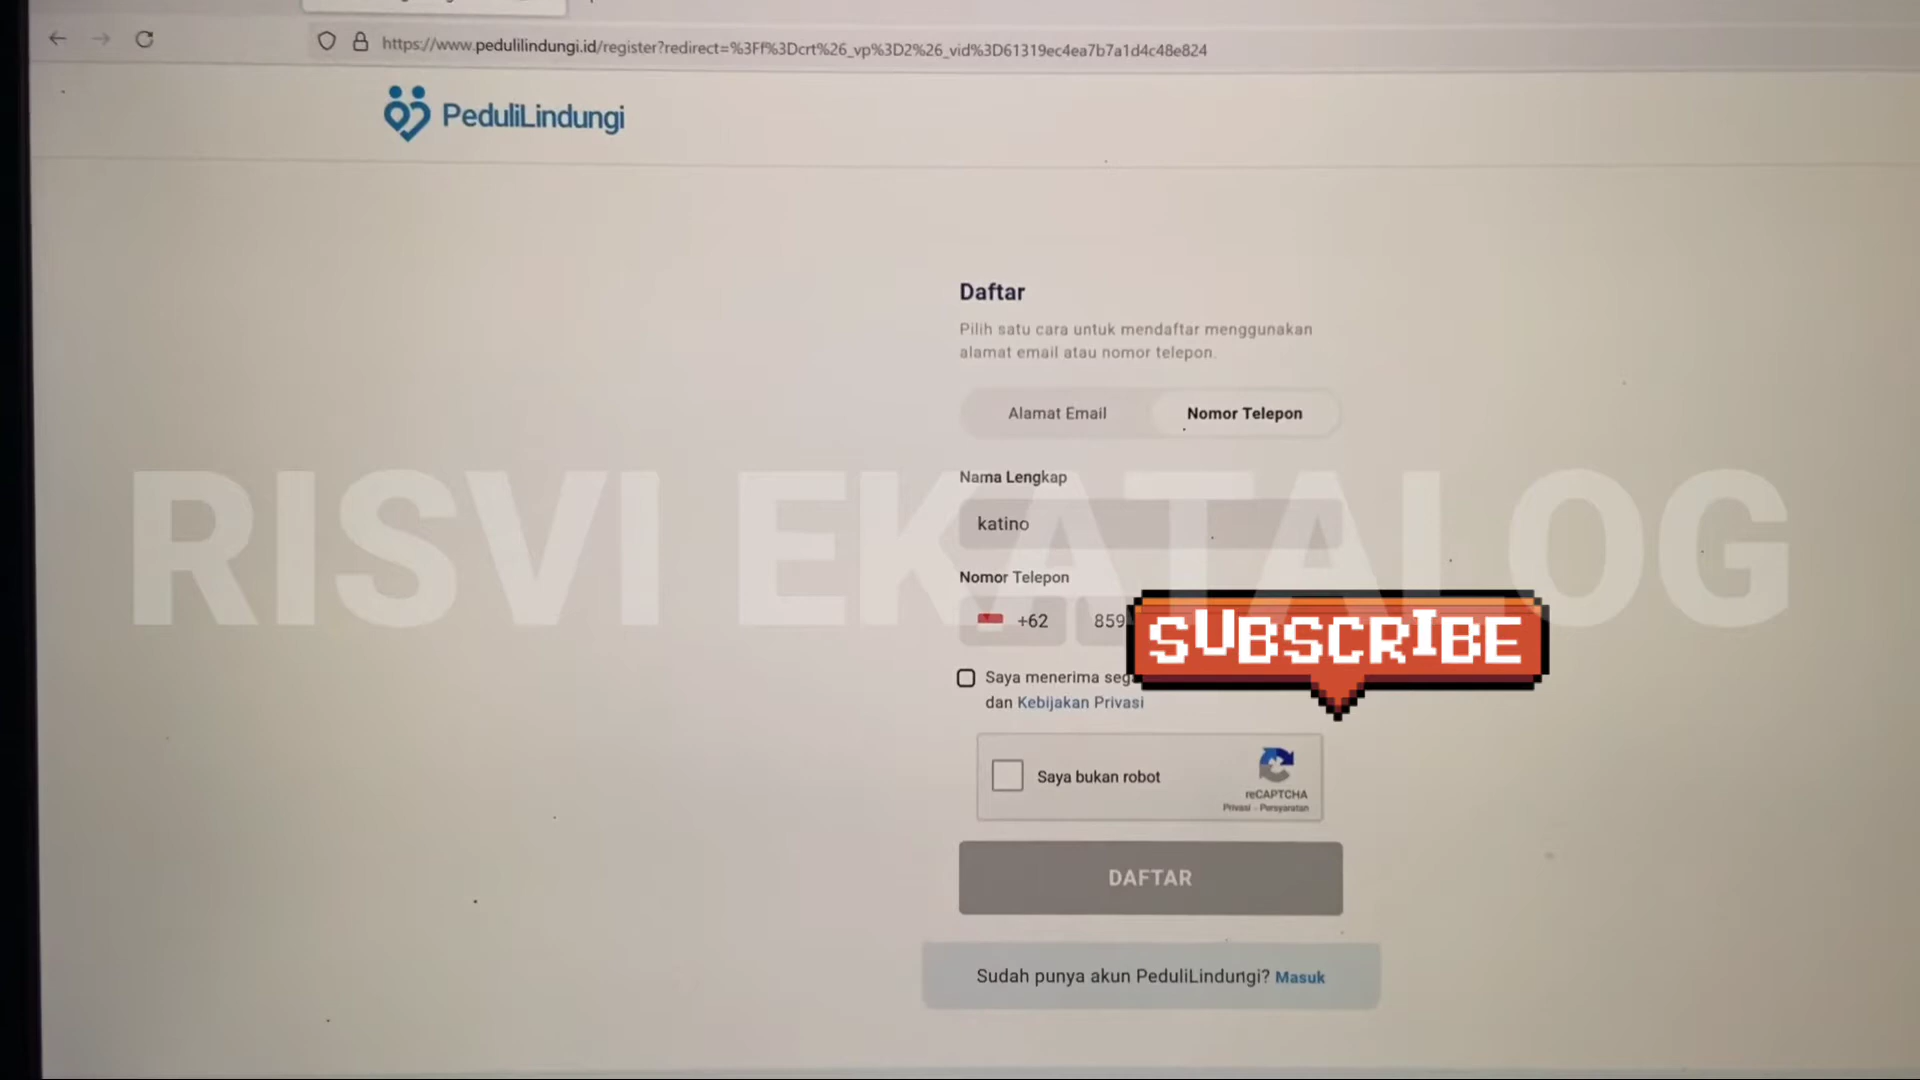 https://www.pedulilindungi.id/register?redirect=%3Ff%3Dcrt%26_vp%3D2%26_vid%3D61319ec4ea7b7a1d4c48e824
PeduliLindungi
Daftar
Pilih satu cara untuk mendaftar menggunakan
alamat email atau nomor telepon.
Alamat Email
Nomor Telepon
Nama Lengkap
katino
RISVI EKATALOG
Nomor Telepon
+62
859
SUBSCRIBE
Saya menerima
dan Kebijakan Privasi
Saya bukan robot
reCAPTCHA
Privasi - Persyaratan
DAFTAR
Sudah punya akun PeduliLindungi? Masuk